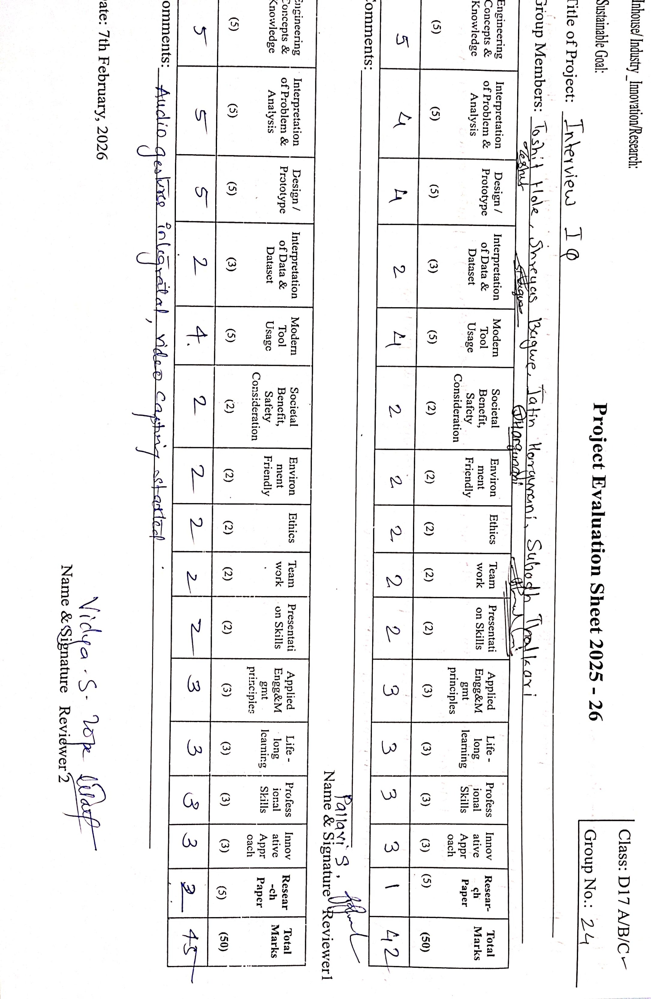 Inhouse/ Industry_Innovation/Research:
Class: D17 A/B/C ✓
Sustainable Goal:
Project Evaluation Sheet 2025 - 26
Group No.: 24
Title of Project: Interview IQ
Group Members: Toshit Hole, Shreyas Bagwe, Jatin Hargunani, Subodh Thalkari
Engineering Concepts & Knowledge | Interpretation of Problem & Analysis | Design / Prototype | Interpretation of Data & Dataset | Modern Tool Usage | Societal Benefit, Safety Consideration | Environ ment Friendly | Ethics | Team work | Presentati on Skills | Applied Engg&M gmt principles | Life - long learning | Profess ional Skills | Innov ative Appr oach | Resear- ch Paper | Total Marks
(5) (5) (5) (3) (5) (2) (2) (2) (2) (2) (3) (3) (3) (3) (5) (50)
5 4 4 2 4 2 2 2 2 2 3 3 3 3 1 42
omments:
Pallavi S.
Name & Signature Reviewer1
Engineering Concepts & Knowledge | Interpretation of Problem & Analysis | Design / Prototype | Interpretation of Data & Dataset | Modern Tool Usage | Societal Benefit, Safety Consideration | Environ ment Friendly | Ethics | Team work | Presentati on Skills | Applied Engg&M gmt principles | Life - long learning | Profess ional Skills | Innov ative Appr oach | Resear -ch Paper | Total Marks
(5) (5) (5) (3) (5) (2) (2) (2) (2) (2) (3) (3) (3) (3) (5) (50)
5 5 5 2 4. 2 2 2 2 2 3 3 3 3 2 45
omments: Audio gestures integratal, video capturing started.
ate: 7th February, 2026
Vidya . S. Zope
Name & Signature Reviewer 2